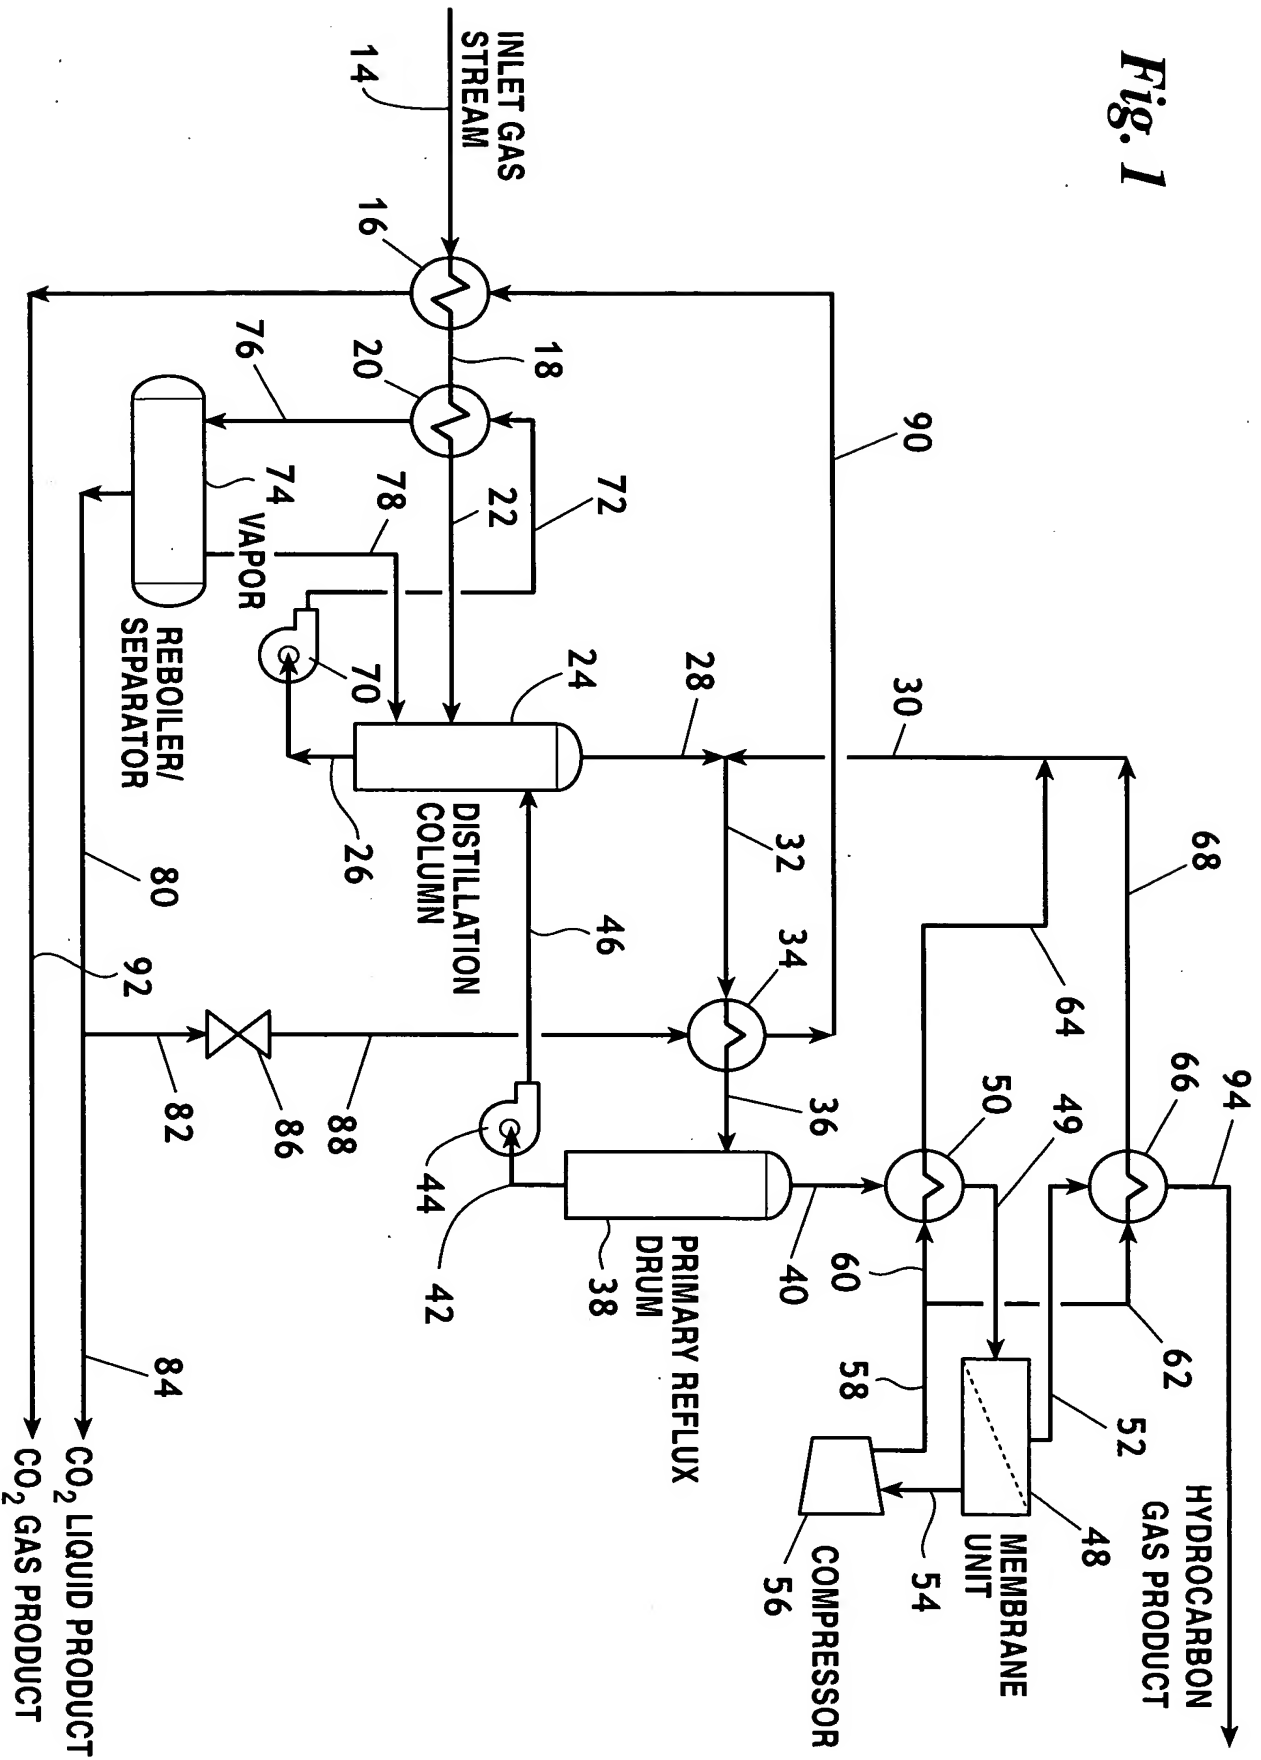 Fig. 1
94
HYDROCARBON
GAS PRODUCT
68
66
62
52
48
64
49
50
MEMBRANE
UNIT
54
90
30
60
58
COMPRESSOR
56
32
34
36
40
28
PRIMARY REFLUX
DRUM
38
72
46
24
18
INLET GAS
STREAM
14
22
DISTILLATION
COLUMN
44
42
16
20
78
70
26
88
86
74
76
VAPOR
82
REBOILER/
SEPARATOR
80
84
92
CO₂ LIQUID PRODUCT
CO₂ GAS PRODUCT